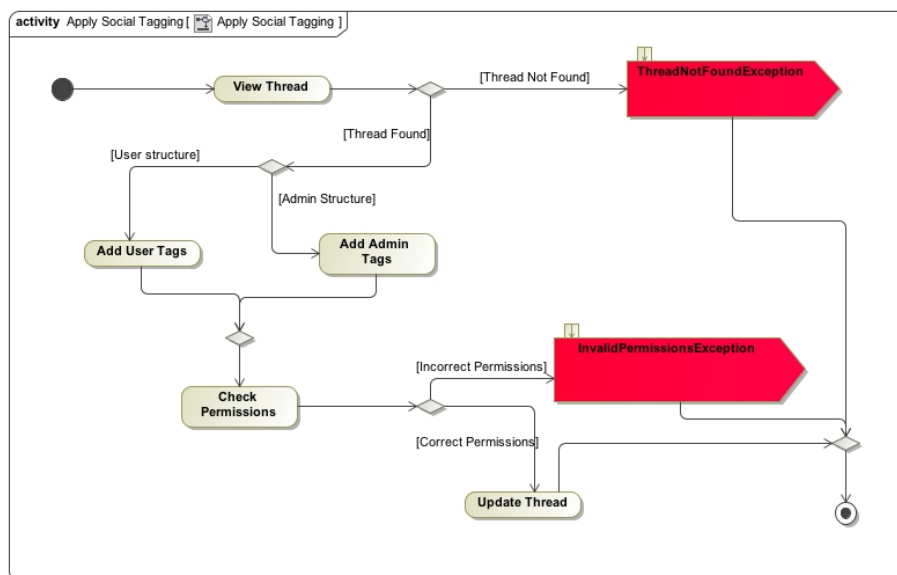 activity Apply Social Tagging [ Apply Social Tagging ]
View Thread
[Thread Not Found]
ThreadNotFoundException
[Thread Found]
[User structure]
[Admin Structure]
Add User Tags
Add Admin
Tags
InvalidPermissionsException
[Incorrect Permissions]
Check
Permissions
[Correct Permissions]
Update Thread